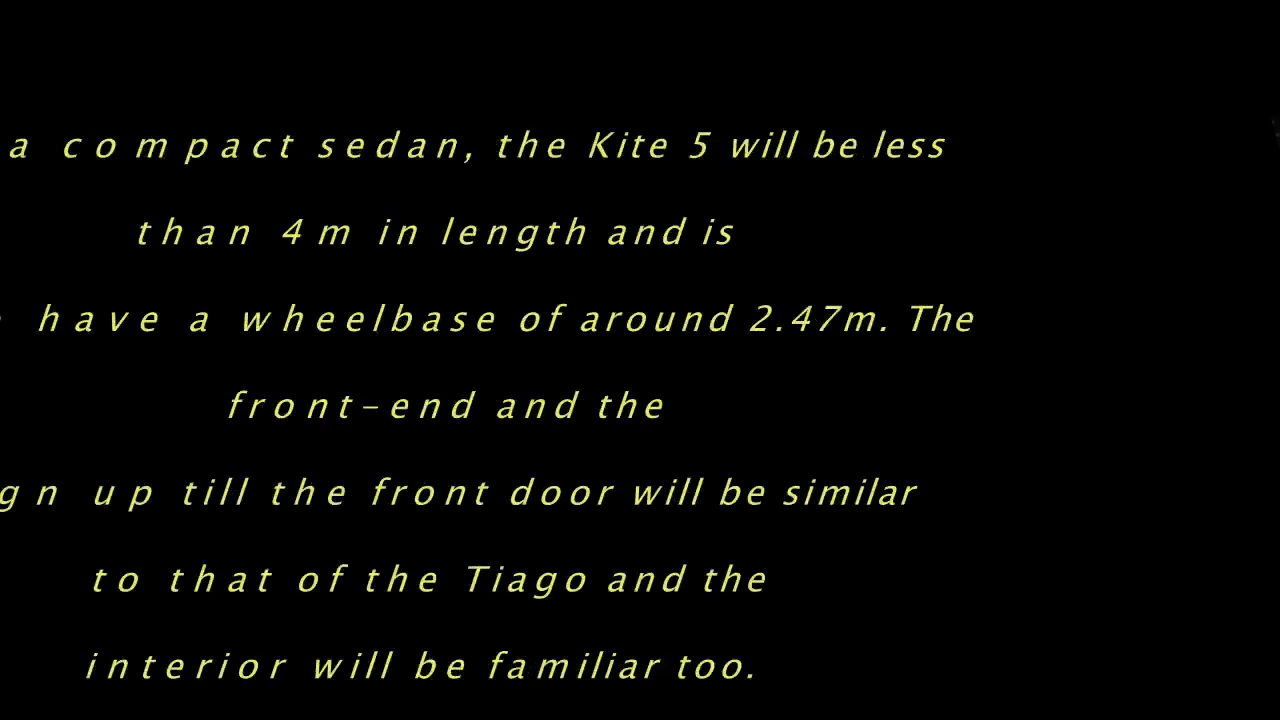 a compact sedan, the Kite 5 will be less
than 4m in length and is
have a wheelbase of around 2.47m. The
front-end and the
up till the front door will be similar
to that of the Tiago and the
interior will be familiar too.